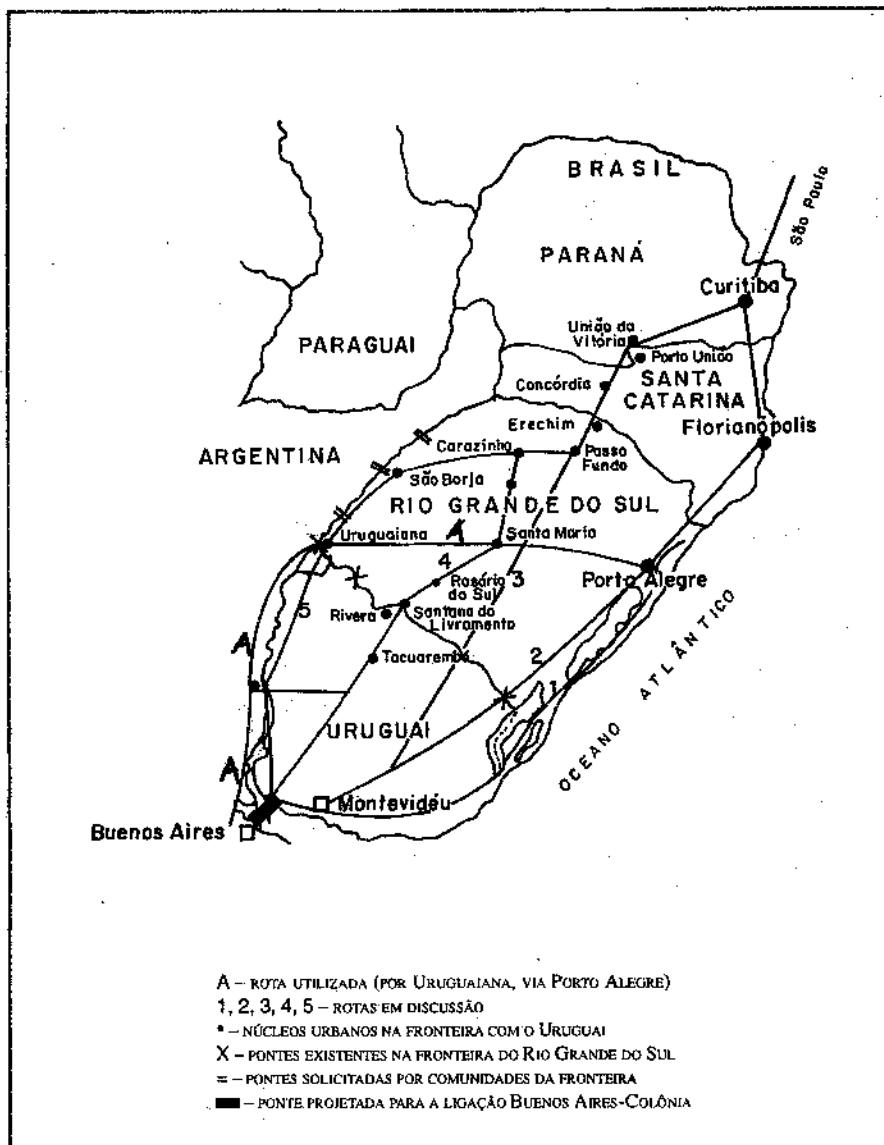 BRASIL
São Paulo
PARANÁ
Curitiba
União da
Vitória
PARAGUAI
Porto União
SANTA
CATARINA
Concórdia
Erechim
Florianópolis
ARGENTINA
Carazinho
Passo
Fundo
São Borja
RIO GRANDE DO SUL
A
Uruguaiana
Santa Maria
4
3
Porto Alegre
Rosário
do Sul
5
Rivera
Santana do
Livramento
A
Tacuarembó
2
1
OCEANO ATLÂNTICO
URUGUAI
A
Montevidéu
Buenos Aires
A – ROTA UTILIZADA (POR URUGUAIANA, VIA PORTO ALEGRE)
1, 2, 3, 4, 5 – ROTAS EM DISCUSSÃO
• – NÚCLEOS URBANOS NA FRONTEIRA COM O URUGUAI
X – PONTES EXISTENTES NA FRONTEIRA DO RIO GRANDE DO SUL
= – PONTES SOLICITADAS POR COMUNIDADES DA FRONTEIRA
– PONTE PROJETADA PARA A LIGAÇÃO BUENOS AIRES-COLÔNIA